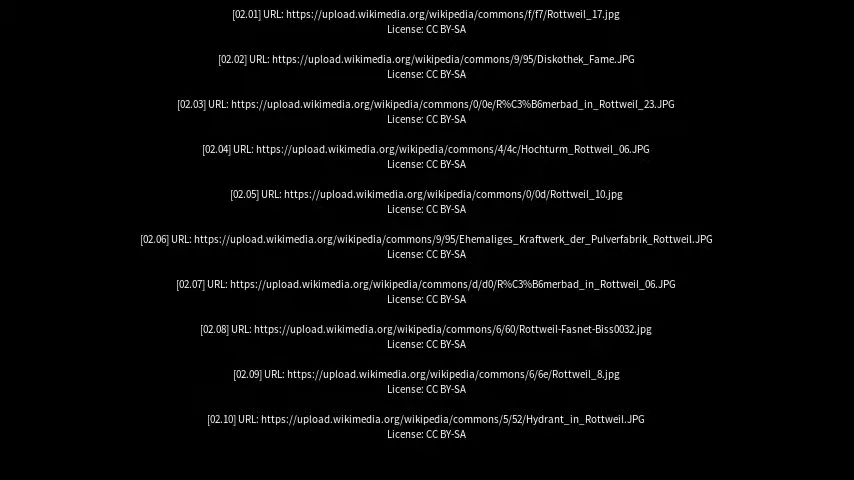 [02.01] URL: https://upload.wikimedia.org/wikipedia/commons/f/f7/Rottweil_17.jpg
License: CC BY-SA
[02.02] URL: https://upload.wikimedia.org/wikipedia/commons/9/95/Diskothek_Fame.JPG
License: CC BY-SA
[02.03] URL: https://upload.wikimedia.org/wikipedia/commons/0/0e/R%C3%B6merbad_in_Rottweil_23.JPG
License: CC BY-SA
[02.04] URL: https://upload.wikimedia.org/wikipedia/commons/4/4c/Hochturm_Rottweil_06.JPG
License: CC BY-SA
[02.05] URL: https://upload.wikimedia.org/wikipedia/commons/0/0d/Rottweil_10.jpg
License: CC BY-SA
[02.06] URL: https://upload.wikimedia.org/wikipedia/commons/9/95/Ehemaliges_Kraftwerk_der_Pulverfabrik_Rottweil.JPG
License: CC BY-SA
[02.07] URL: https://upload.wikimedia.org/wikipedia/commons/d/d0/R%C3%B6merbad_in_Rottweil_06.JPG
License: CC BY-SA
[02.08] URL: https://upload.wikimedia.org/wikipedia/commons/6/60/Rottweil-Fasnet-Biss0032.jpg
License: CC BY-SA
[02.09] URL: https://upload.wikimedia.org/wikipedia/commons/6/6e/Rottweil_8.jpg
License: CC BY-SA
[02.10] URL: https://upload.wikimedia.org/wikipedia/commons/5/52/Hydrant_in_Rottweil.JPG
License: CC BY-SA